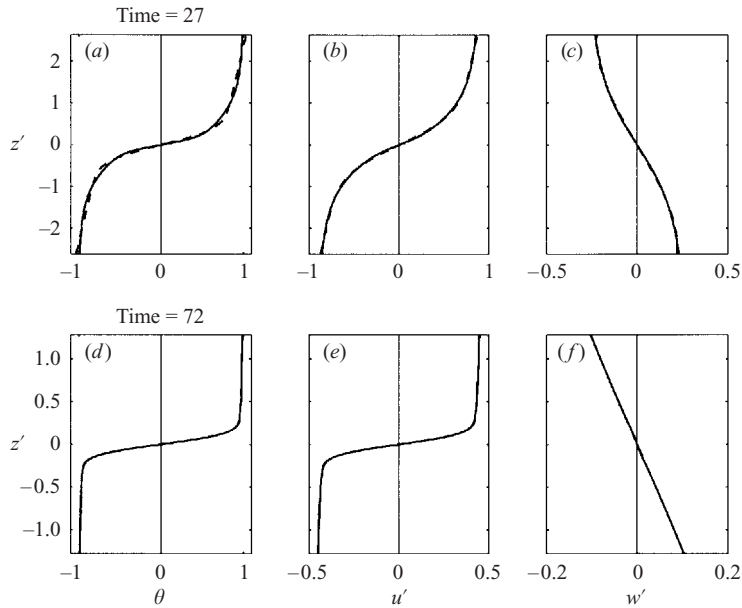 Time = 27
(a) (b) (c)
2
1
z′ 0
–1
–2
–1 0 1 –1 0 1 –0.5 0 0.5
Time = 72
(d) (e) (f)
1.0
0.5
z′ 0
–0.5
–1.0
–1 0 1 –0.5 0 0.5 –0.2 0 0.2
θ u′ w′